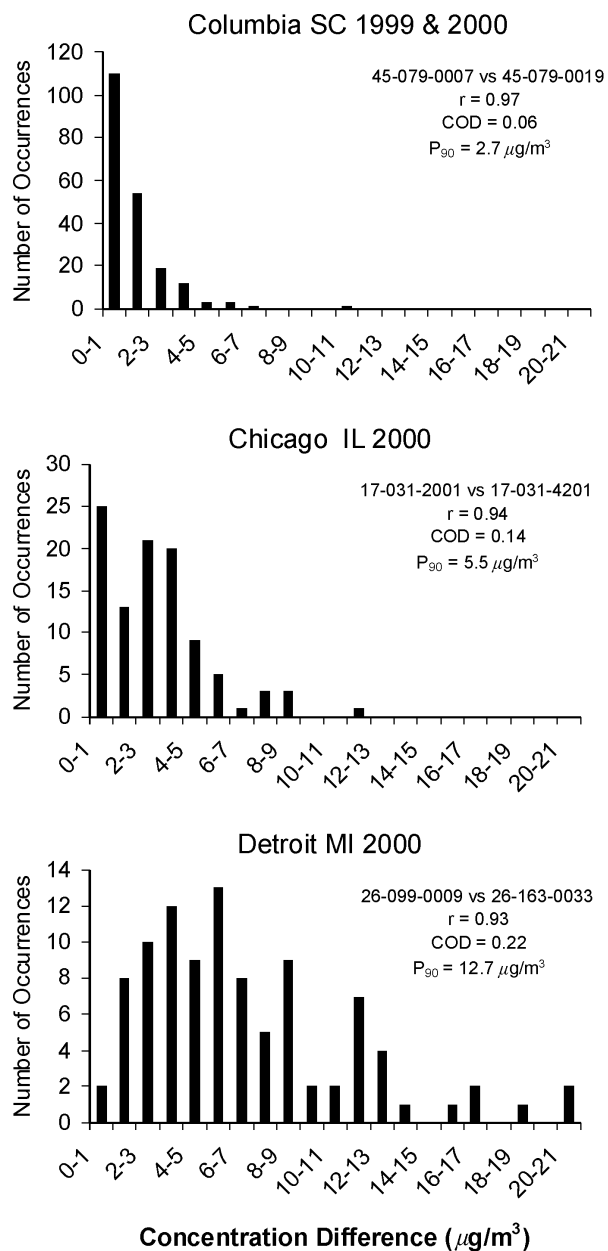 Columbia SC 1999 & 2000
45-079-0007 vs 45-079-0019
r = 0.97
COD = 0.06
P90 = 2.7 μg/m³
Number of Occurrences
120
100
80
60
40
20
0
0-1
2-3
4-5
6-7
8-9
10-11
12-13
14-15
16-17
18-19
20-21
Chicago IL 2000
17-031-2001 vs 17-031-4201
r = 0.94
COD = 0.14
P90 = 5.5 μg/m³
Number of Occurrences
30
25
20
15
10
5
0
0-1
2-3
4-5
6-7
8-9
10-11
12-13
14-15
16-17
18-19
20-21
Detroit MI 2000
26-099-0009 vs 26-163-0033
r = 0.93
COD = 0.22
P90 = 12.7 μg/m³
Number of Occurrences
14
12
10
8
6
4
2
0
0-1
2-3
4-5
6-7
8-9
10-11
12-13
14-15
16-17
18-19
20-21
Concentration Difference (μg/m³)